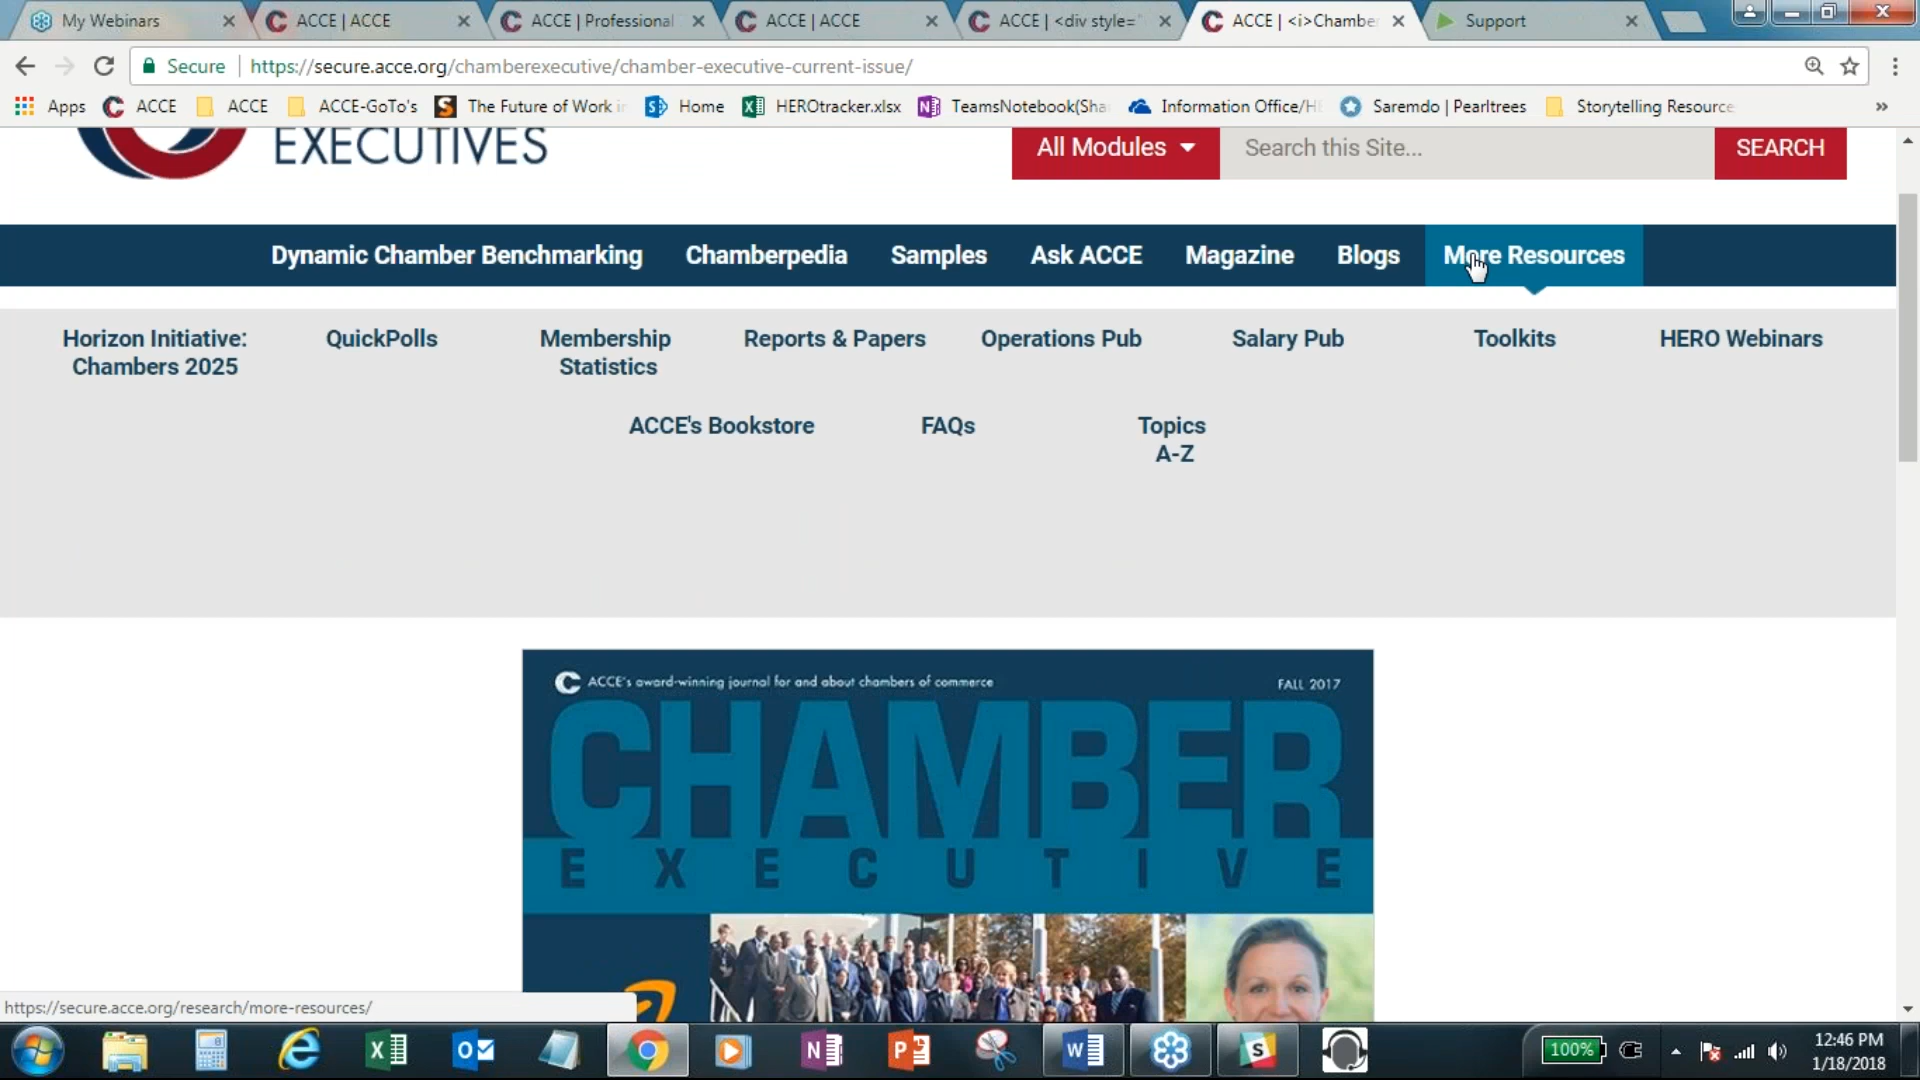 My Webinars
ACCE | ACCE
ACCE | Professional
ACCE | ACCE
ACCE | <div style="
ACCE | <i>Chamber
Support
Secure
https://secure.acce.org/chamberexecutive/chamber-executive-current-issue/
Apps
ACCE
ACCE
ACCE-GoTo's
The Future of Work in
Home
HEROtracker.xlsx
TeamsNotebook(Sha
Information Office/H
Saremdo | Pearltrees
Storytelling Resource
»
EXECUTIVES
All Modules
Search this Site...
SEARCH
Dynamic Chamber Benchmarking
Chamberpedia
Samples
Ask ACCE
Magazine
Blogs
More Resources
Horizon Initiative:
Chambers 2025
QuickPolls
Membership
Statistics
Reports & Papers
Operations Pub
Salary Pub
Toolkits
HERO Webinars
ACCE's Bookstore
FAQs
Topics
A-Z
ACCE's award-winning journal for and about chambers of commerce
FALL 2017
CHAMBER
EXECUTIVE
https://secure.acce.org/research/more-resources/
100%
12:46 PM
1/18/2018